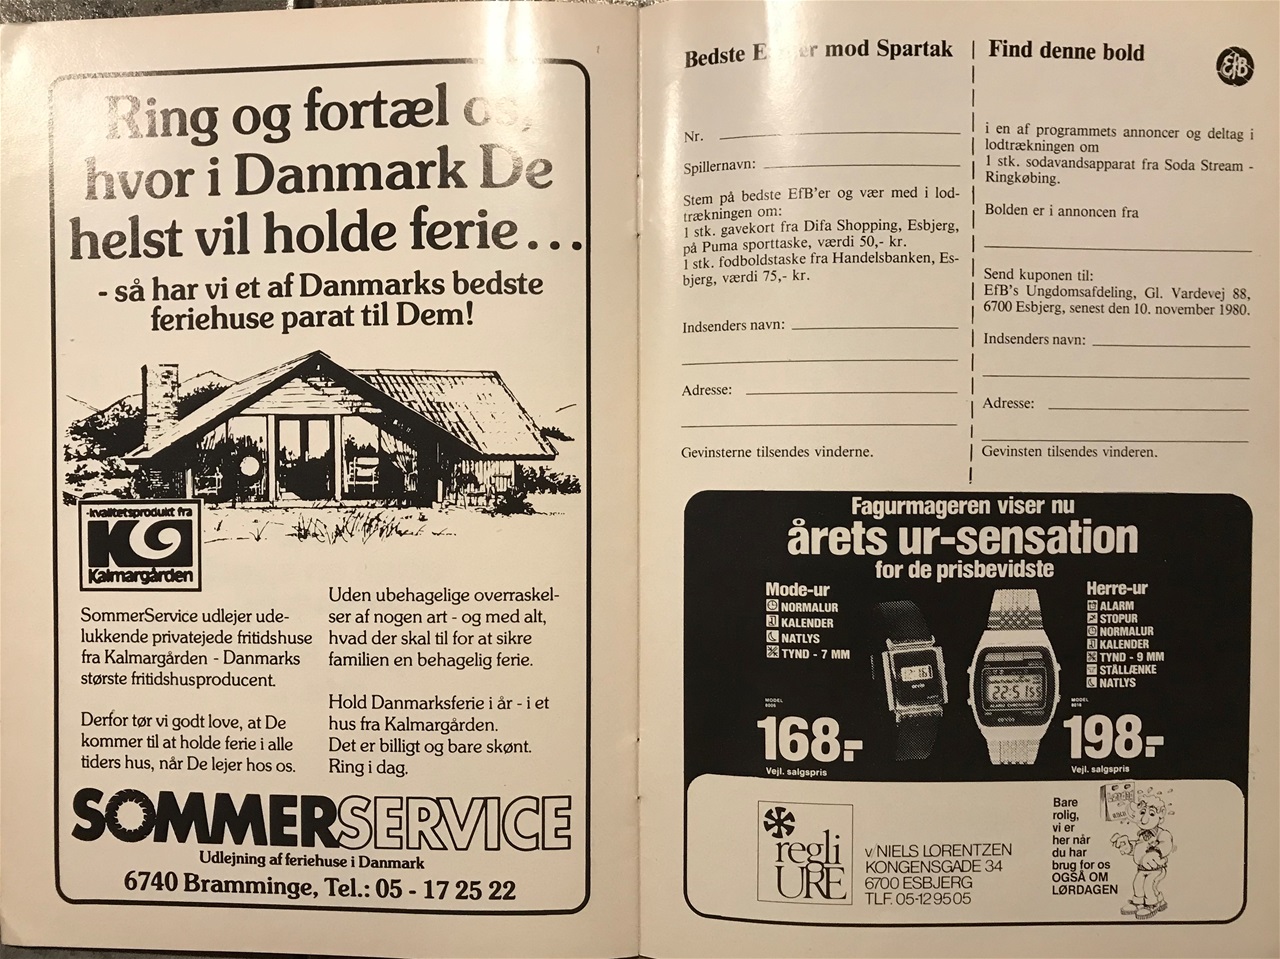 Ring og fortæl os,
hvor i Danmark De
helst vil holde ferie...
- så har vi et af Danmarks bedste
feriehuse parat til Dem!
-kvalitetsprodukt fra
KG
Kalmargården
SommerService udlejer ude-
lukkende privatejede fritidshuse
fra Kalmargården - Danmarks
største fritidshusproducent.
Derfor tør vi godt love, at De
kommer til at holde ferie i alle
tiders hus, når De lejer hos os.
Uden ubehagelige overraskel-
ser af nogen art - og med alt,
hvad der skal til for at sikre
familien en behagelig ferie.
Hold Danmarksferie i år - i et
hus fra Kalmargården.
Det er billigt og bare skønt.
Ring i dag.
SOMMERSERVICE
Udlejning af feriehuse i Danmark
6740 Bramminge, Tel.: 05 - 17 25 22
Bedste mod Spartak
Nr.
Spillernavn:
Stem på bedste EfB'er og vær med i lod-
trækningen om:
1 stk. gavekort fra Difa Shopping, Esbjerg,
på Puma sporttaske, værdi 50,- kr.
1 stk. fodboldstaske fra Handelsbanken, Es-
bjerg, værdi 75,- kr.
Indsenders navn:
Adresse:
Gevinsterne tilsendes vinderne.
Find denne bold
EfB
i en af programmets annoncer og deltag i
lodtrækningen om
1 stk. sodavandsapparat fra Soda Stream -
Ringkøbing.
Bolden er i annoncen fra
Send kuponen til:
EfB's Ungdomsafdeling, Gl. Vardevej 88,
6700 Esbjerg, senest den 10. november 1980.
Indsenders navn:
Adresse:
Gevinsten tilsendes vinderen.
Fagurmageren viser nu
årets ur-sensation
for de prisbevidste
Mode-ur
NORMALUR
KALENDER
NATLYS
TYND - 7 MM
MODEL
168,-
Vejl. salgspris
Herre-ur
ALARM
STOPUR
NORMALUR
KALENDER
TYND - 9 MM
STÅLLÆNKE
NATLYS
MODEL
198,-
Vejl. salgspris
regli
URE
v/NIELS LORENTZEN
KONGENSGADE 34
6700 ESBJERG
TLF. 05-12 95 05
Bare
rolig,
vi er
her når
du har
brug for os
OGSÅ OM
LØRDAGEN